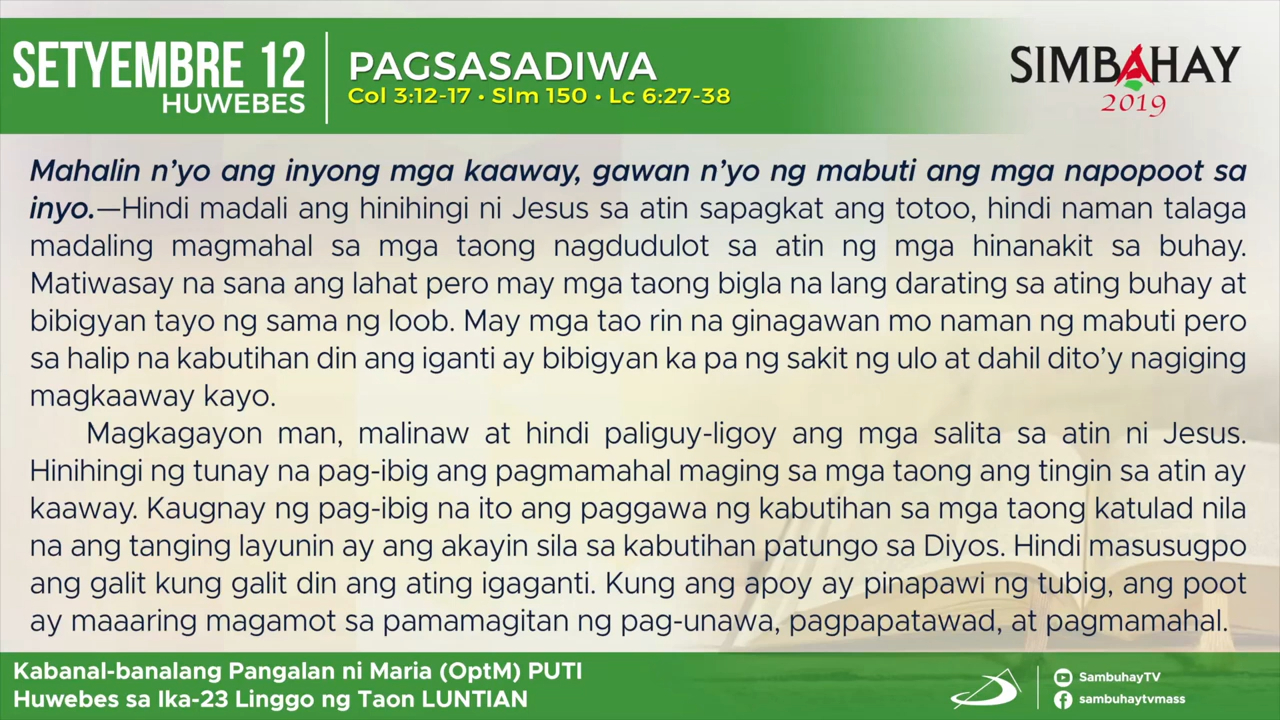 SETYEMBRE 12
HUWEBES
PAGSASADIWA
Col 3:12-17 • Slm 150 • Lc 6:27-38
SIMBAHAY
2019
Mahalin n’yo ang inyong mga kaaway, gawan n’yo ng mabuti ang mga napopoot sa
inyo.—Hindi madali ang hinihingi ni Jesus sa atin sapagkat ang totoo, hindi naman talaga
madaling magmahal sa mga taong nagdudulot sa atin ng mga hinanakit sa buhay.
Matiwasay na sana ang lahat pero may mga taong bigla na lang darating sa ating buhay at
bibigyan tayo ng sama ng loob. May mga tao rin na ginagawan mo naman ng mabuti pero
sa halip na kabutihan din ang iganti ay bibigyan ka pa ng sakit ng ulo at dahil dito’y nagiging
magkaaway kayo.
Magkagayon man, malinaw at hindi paliguy-ligoy ang mga salita sa atin ni Jesus.
Hinihingi ng tunay na pag-ibig ang pagmamahal maging sa mga taong ang tingin sa atin ay
kaaway. Kaugnay ng pag-ibig na ito ang paggawa ng kabutihan sa mga taong katulad nila
na ang tanging layunin ay ang akayin sila sa kabutihan patungo sa Diyos. Hindi masusugpo
ang galit kung galit din ang ating igaganti. Kung ang apoy ay pinapawi ng tubig, ang poot
ay maaaring magamot sa pamamagitan ng pag-unawa, pagpapatawad, at pagmamahal.
Kabanal-banalang Pangalan ni Maria (OptM) PUTI
Huwebes sa Ika-23 Linggo ng Taon LUNTIAN
SambuhayTV
sambuhaytvmass